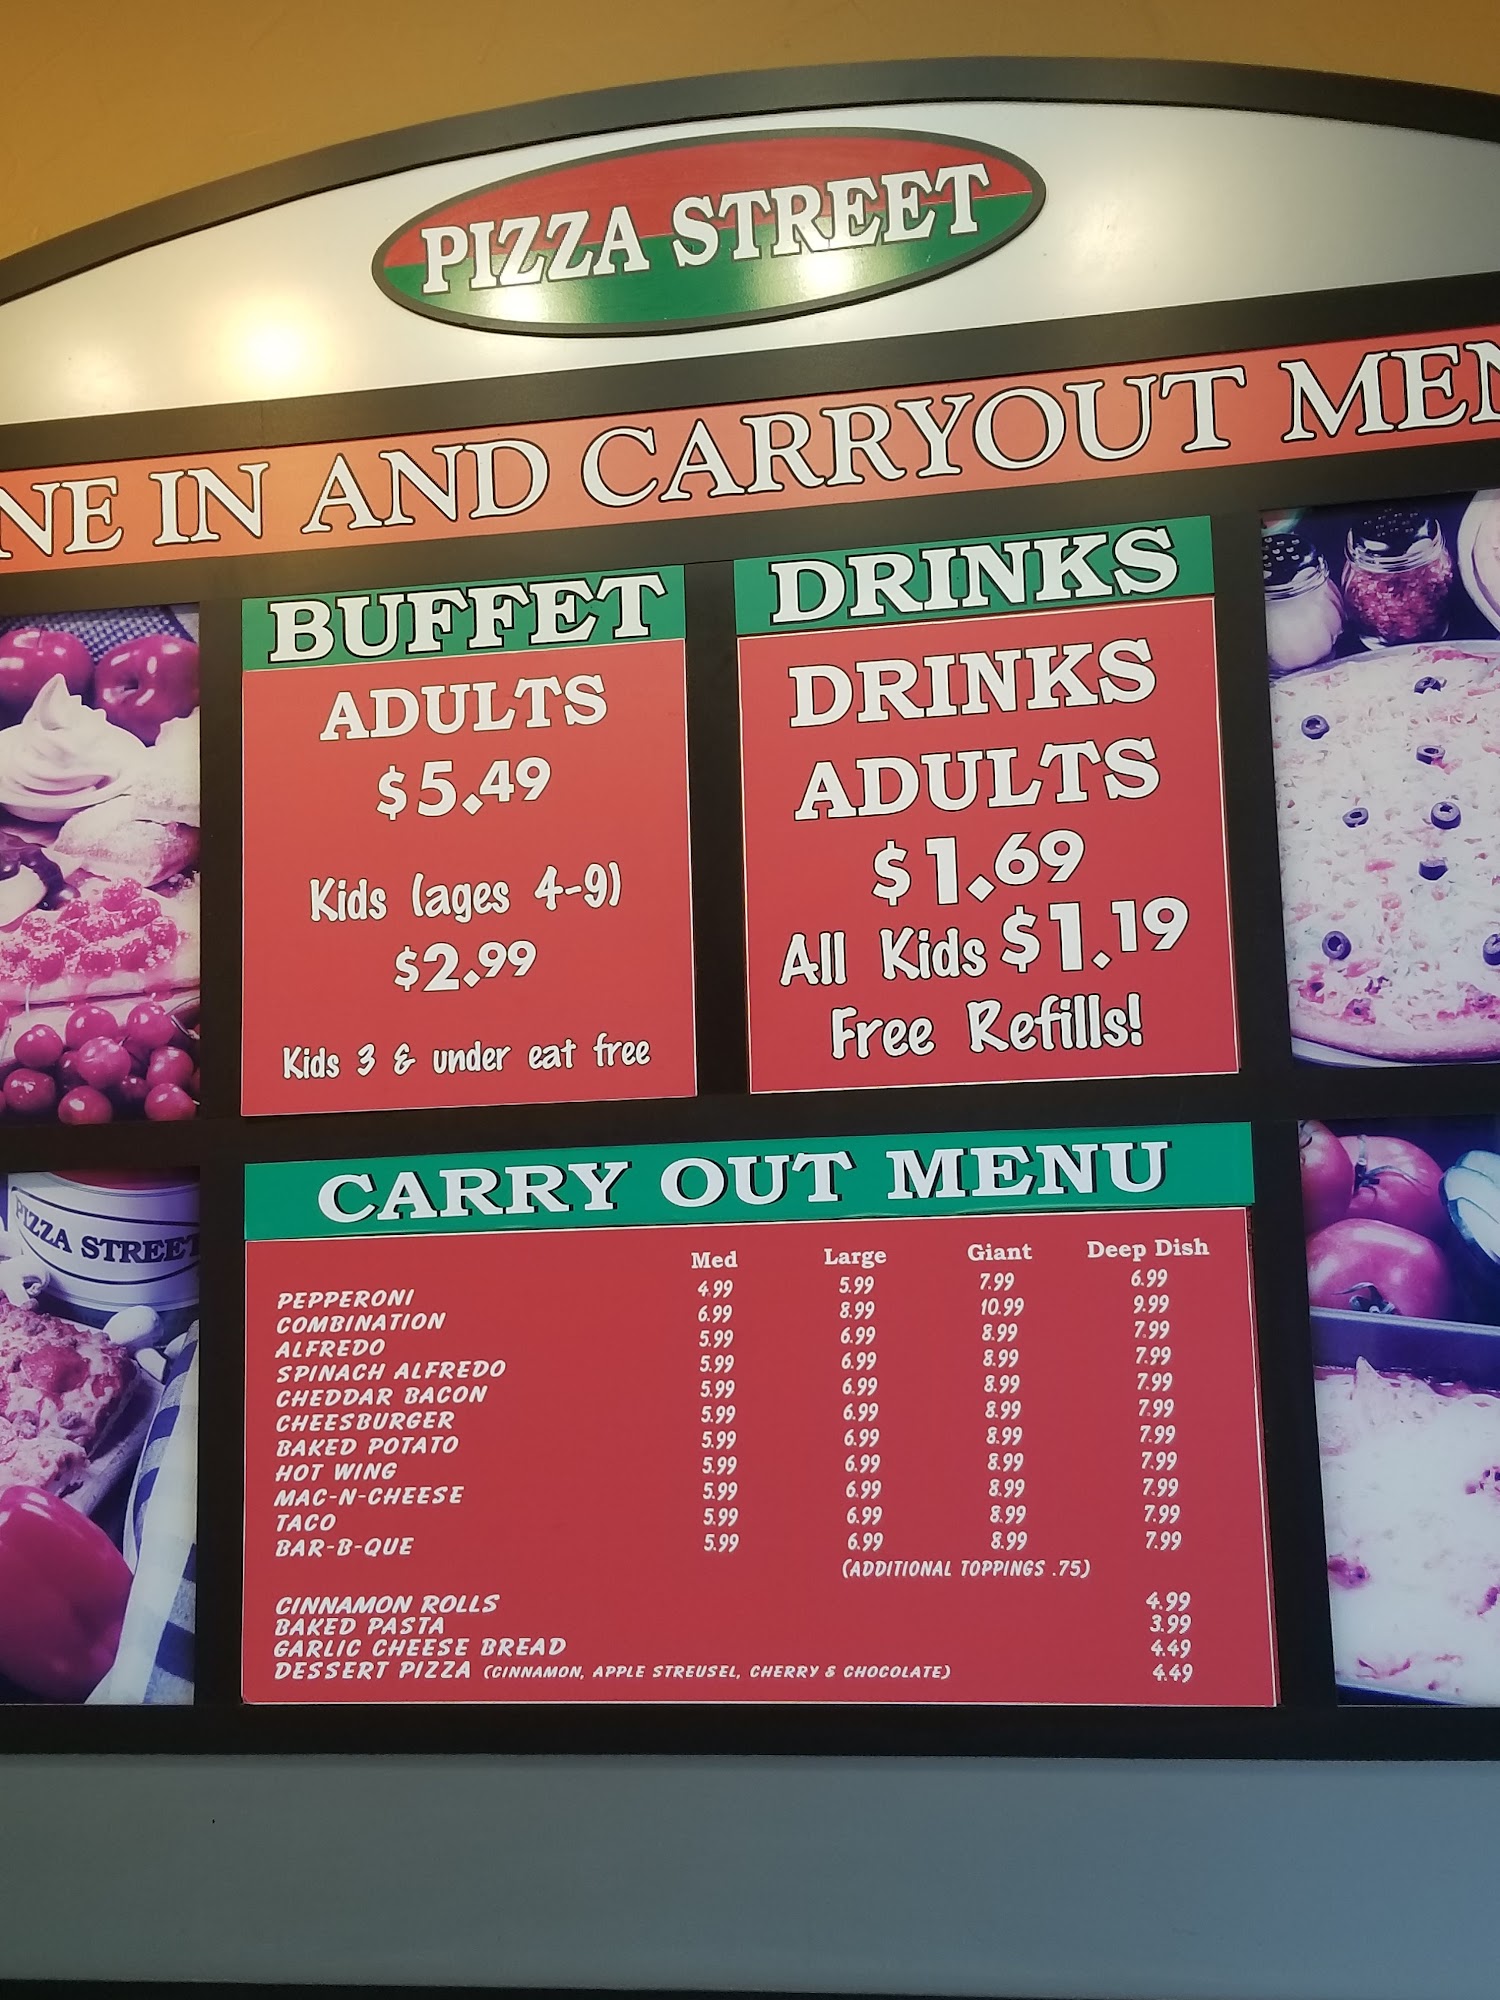 PIZZA STREET
NE IN AND CARRYOUT MEN
BUFFET
ADULTS
$5.49
Kids (ages 4-9)
$2.99
Kids 3 & under eat free
DRINKS
DRINKS
ADULTS
$1.69
All Kids $1.19
Free Refills!
PIZZA STREET
CARRY OUT MENU
Med Large Giant Deep Dish
PEPPERONI 4.99 5.99 7.99 6.99
COMBINATION 6.99 8.99 10.99 9.99
ALFREDO 5.99 6.99 8.99 7.99
SPINACH ALFREDO 5.99 6.99 8.99 7.99
CHEDDAR BACON 5.99 6.99 8.99 7.99
CHEESBURGER 5.99 6.99 8.99 7.99
BAKED POTATO 5.99 6.99 8.99 7.99
HOT WING 5.99 6.99 8.99 7.99
MAC-N-CHEESE 5.99 6.99 8.99 7.99
TACO 5.99 6.99 8.99 7.99
BAR-B-QUE 5.99 6.99 8.99 7.99
(ADDITIONAL TOPPINGS .75)
CINNAMON ROLLS 4.99
BAKED PASTA 3.99
GARLIC CHEESE BREAD 4.49
DESSERT PIZZA (CINNAMON, APPLE STREUSEL, CHERRY & CHOCOLATE) 4.49